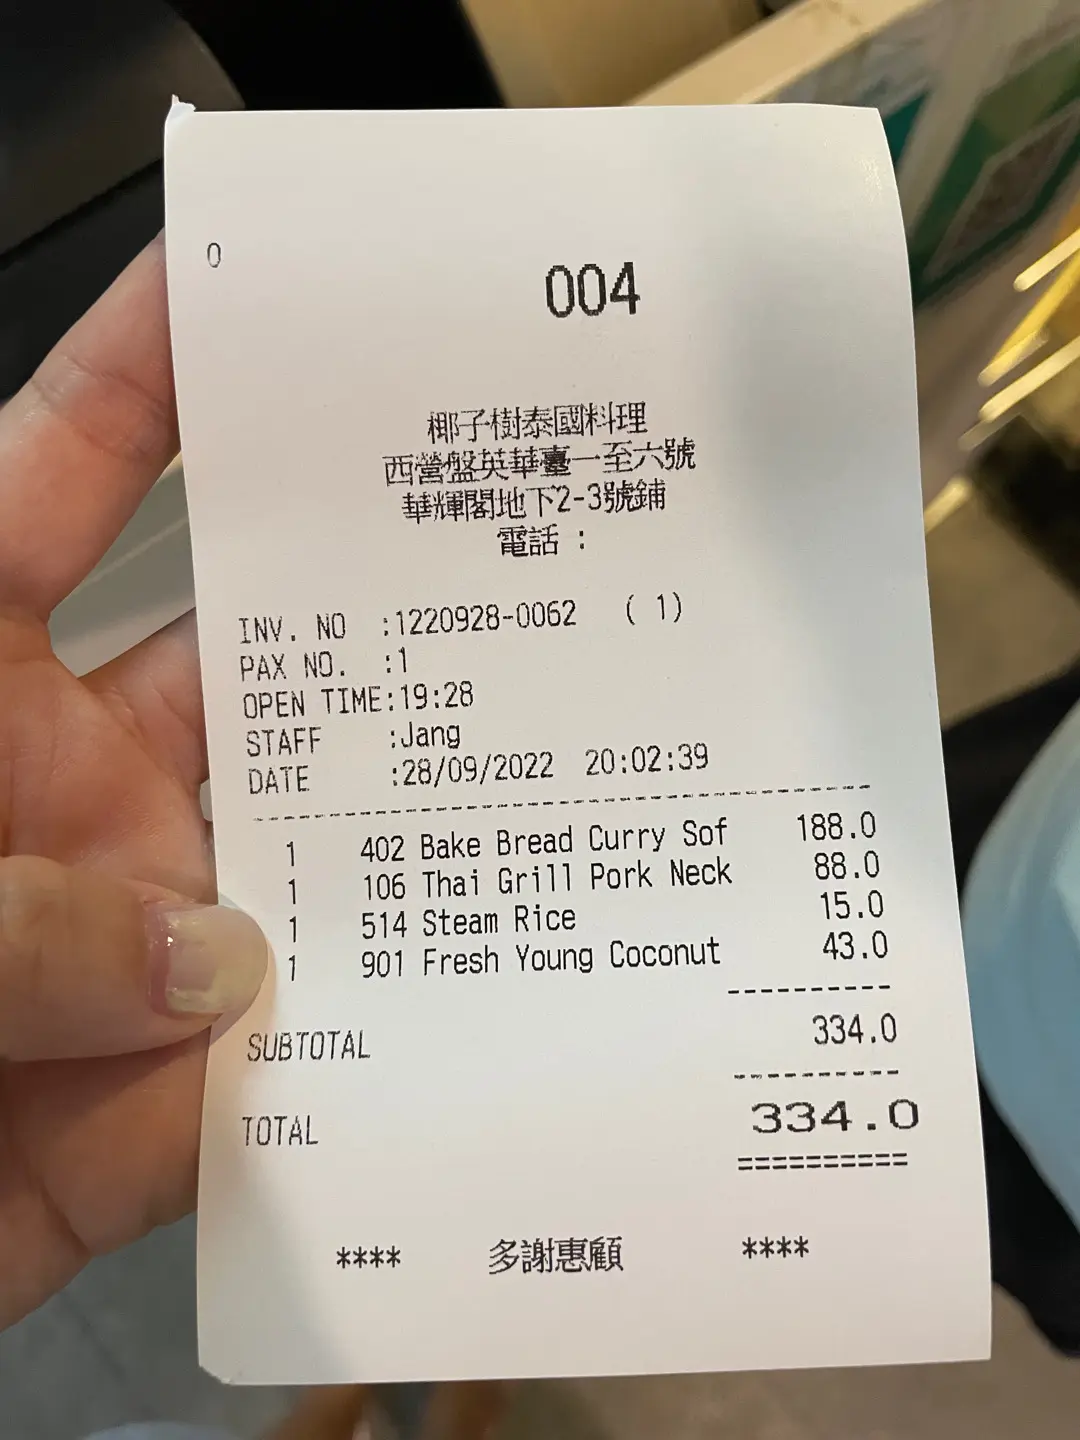 0
004
椰子樹泰國料理
西營盤英華臺一至六號
華輝閣地下2-3號鋪
電話 :
INV. NO :1220928-0062 ( 1)
PAX NO. :1
OPEN TIME:19:28
STAFF :Jang
DATE :28/09/2022 20:02:39
1 402 Bake Bread Curry Sof 188.0
1 106 Thai Grill Pork Neck 88.0
1 514 Steam Rice 15.0
1 901 Fresh Young Coconut 43.0
SUBTOTAL 334.0
TOTAL 334.0
**** 多謝惠顧 ****